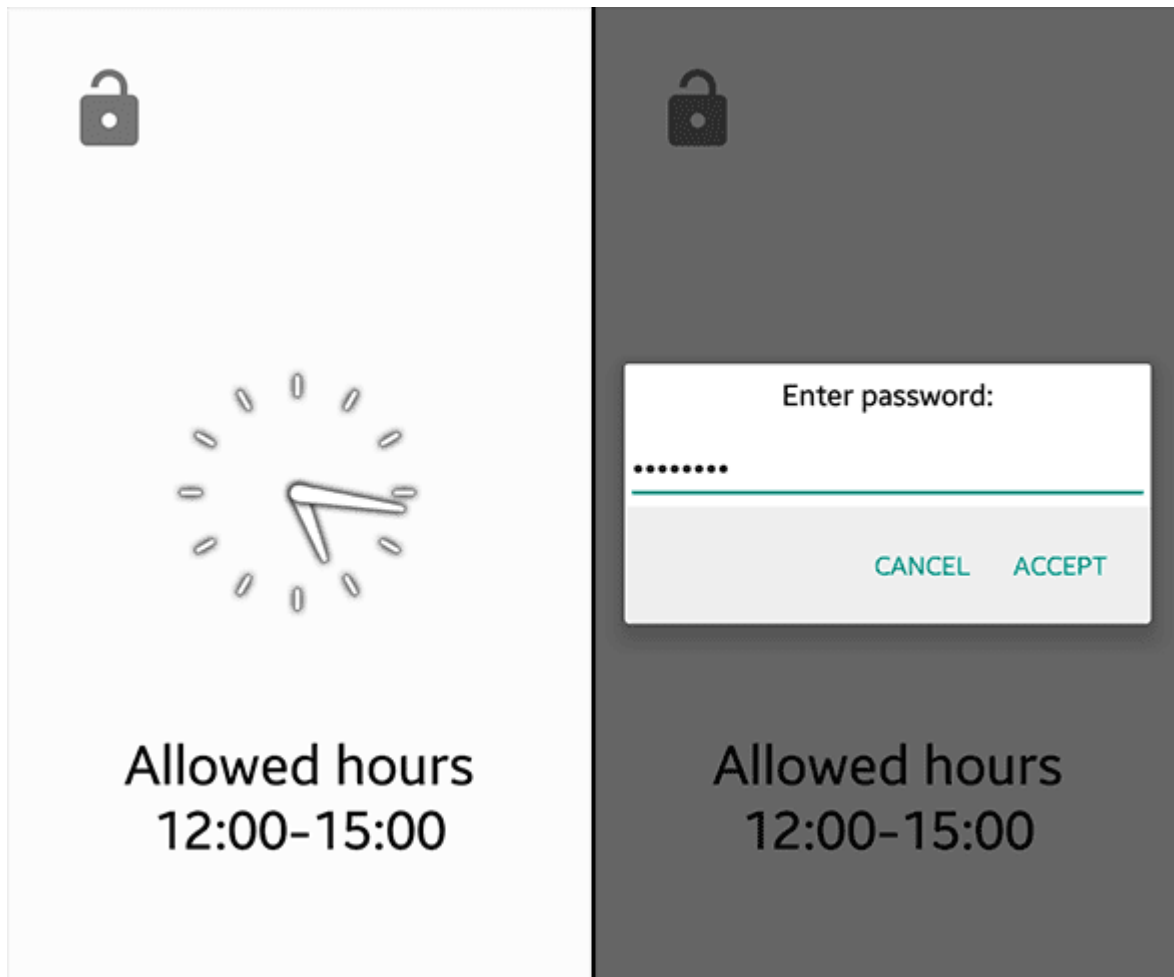 Allowed hours
12:00-15:00
Enter password:
••••••••
CANCEL ACCEPT
Allowed hours
12:00-15:00